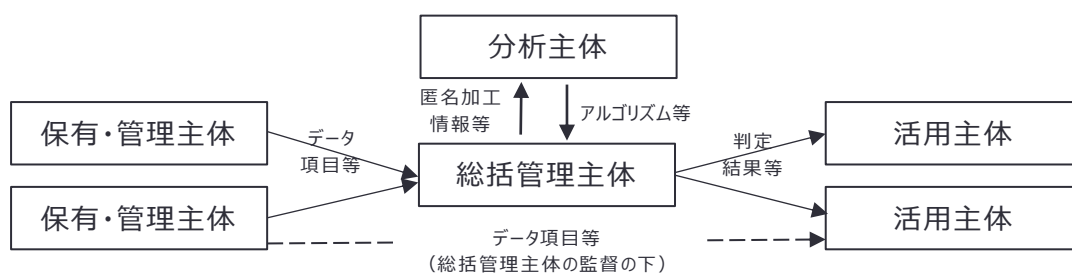 分析主体
匿名加工
情報等
アルゴリズム等
保有・管理主体
データ
項目等
総括管理主体
判定
結果等
活用主体
保有・管理主体
活用主体
データ項目等
（総括管理主体の監督の下）